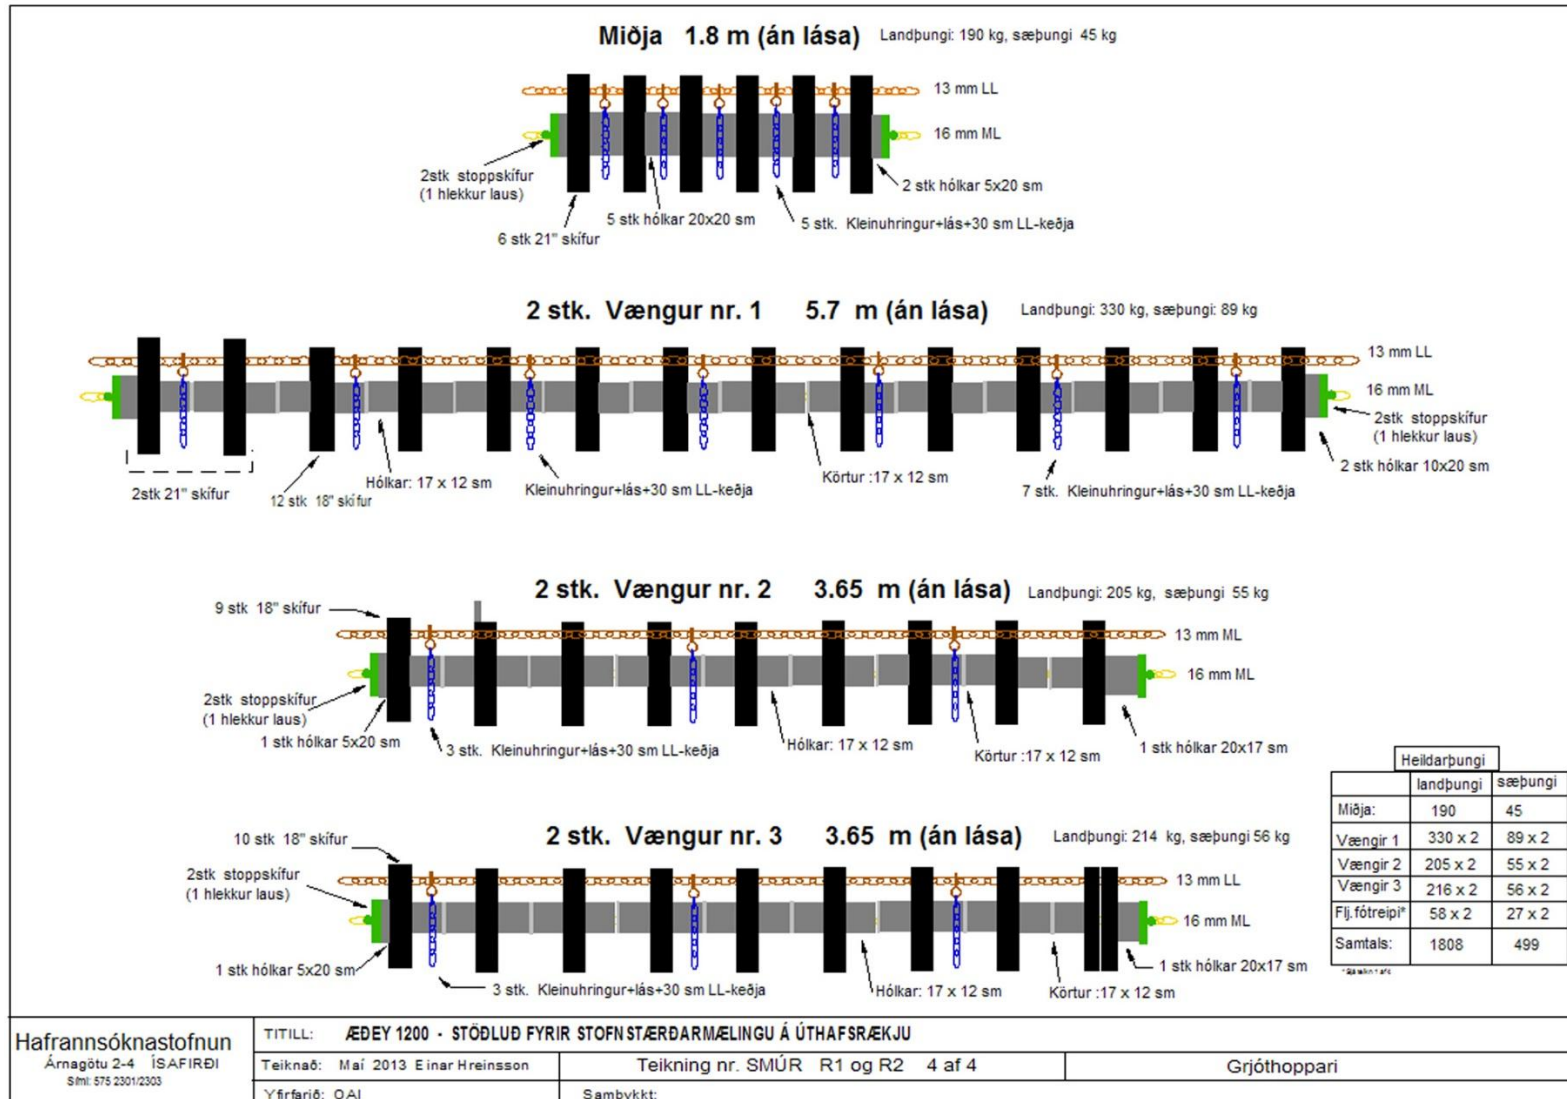 Miðja 1.8 m (án lása) Landþungi: 190 kg, sæþungi 45 kg
13 mm LL
16 mm ML
2stk stoppskífur
(1 hlekkur laus)
2 stk hólkar 5x20 sm
5 stk hólkar 20x20 sm
5 stk. Kleinuhringur+lás+30 sm LL-keðja
6 stk 21" skífur
2 stk. Vængur nr. 1 5.7 m (án lása) Landþungi: 330 kg, sæþungi: 89 kg
13 mm LL
16 mm ML
2stk stoppskífur
(1 hlekkur laus)
2 stk hólkar 10x20 sm
2stk 21" skífur
12 stk 18" skífur
Hólkar: 17 x 12 sm
Kleinuhringur+lás+30 sm LL-keðja
Körtur :17 x 12 sm
7 stk. Kleinuhringur+lás+30 sm LL-keðja
2 stk. Vængur nr. 2 3.65 m (án lása) Landþungi: 205 kg, sæþungi 55 kg
9 stk 18" skífur
13 mm ML
16 mm ML
2stk stoppskífur
(1 hlekkur laus)
1 stk hólkar 5x20 sm
3 stk. Kleinuhringur+lás+30 sm LL-keðja
Hólkar: 17 x 12 sm
Körtur :17 x 12 sm
1 stk hólkar 20x17 sm
2 stk. Vængur nr. 3 3.65 m (án lása) Landþungi: 214 kg, sæþungi 56 kg
10 stk 18" skífur
2stk stoppskífur
(1 hlekkur laus)
13 mm LL
16 mm ML
1 stk hólkar 5x20 sm
3 stk. Kleinuhringur+lás+30 sm LL-keðja
Hólkar: 17 x 12 sm
Körtur :17 x 12 sm
1 stk hólkar 20x17 sm
Heildarþungi
landþungi sæþungi
Miðja: 190 45
Vængir 1 330 x 2 89 x 2
Vængir 2 205 x 2 55 x 2
Vængir 3 216 x 2 56 x 2
Flj.fótreipi* 58 x 2 27 x 2
Samtals: 1808 499
Hafrannsóknastofnun
Árnagötu 2-4 ÍSAFIRÐI
Sími: 575 2301/2303
TITILL: ÆÐEY 1200 - STÖÐLUÐ FYRIR STOFNSTÆRÐARMÆLINGU Á ÚTHAFSRÆKJU
Teiknað: Maí 2013 Einar Hreinsson
Teikning nr. SMÚR R1 og R2 4 af 4
Grjóthoppari
Yfirfarið: OAI
Samþykkt: